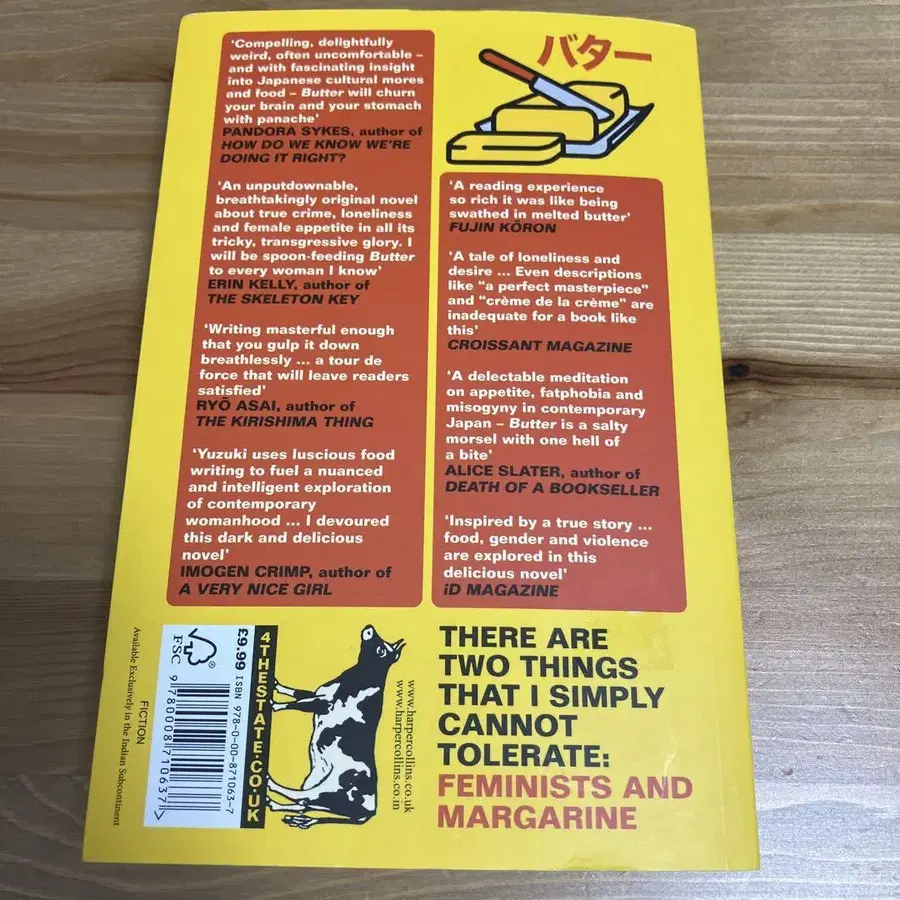 ‘Compelling, delightfully
weird, often uncomfortable –
and with fascinating insight
into Japanese cultural mores
and food – Butter will churn
your brain and your stomach
with panache’
PANDORA SYKES, author of
HOW DO WE KNOW WE'RE
DOING IT RIGHT?
‘An unputdownable,
breathtakingly original novel
about true crime, loneliness
and female appetite in all its
tricky, transgressive glory. I
will be spoon-feeding Butter
to every woman I know’
ERIN KELLY, author of
THE SKELETON KEY
‘Writing masterful enough
that you gulp it down
breathlessly ... a tour de
force that will leave readers
satisfied’
RYŌ ASAI, author of
THE KIRISHIMA THING
‘Yuzuki uses luscious food
writing to fuel a nuanced
and intelligent exploration
of contemporary
womanhood ... I devoured
this dark and delicious
novel’
IMOGEN CRIMP, author of
A VERY NICE GIRL
バター
‘A reading experience
so rich it was like being
swathed in melted butter’
FUJIN KŌRON
‘A tale of loneliness and
desire ... Even descriptions
like “a perfect masterpiece”
and “crème de la crème” are
inadequate for a book like
this’
CROISSANT MAGAZINE
‘A delectable meditation
on appetite, fatphobia and
misogyny in contemporary
Japan – Butter is a salty
morsel with one hell of
a bite’
ALICE SLATER, author of
DEATH OF A BOOKSELLER
‘Inspired by a true story ...
food, gender and violence
are explored in this
delicious novel’
iD MAGAZINE
THERE ARE
TWO THINGS
THAT I SIMPLY
CANNOT
TOLERATE:
FEMINISTS AND
MARGARINE
www.harpercollins.co.uk
www.harpercollins.co.in
4THESTATE.CO.UK
£9.99
ISBN 978-0-00-871063-7
9 780008 710637 >
® FSC
FICTION
Available Exclusively in the Indian Subcontinent